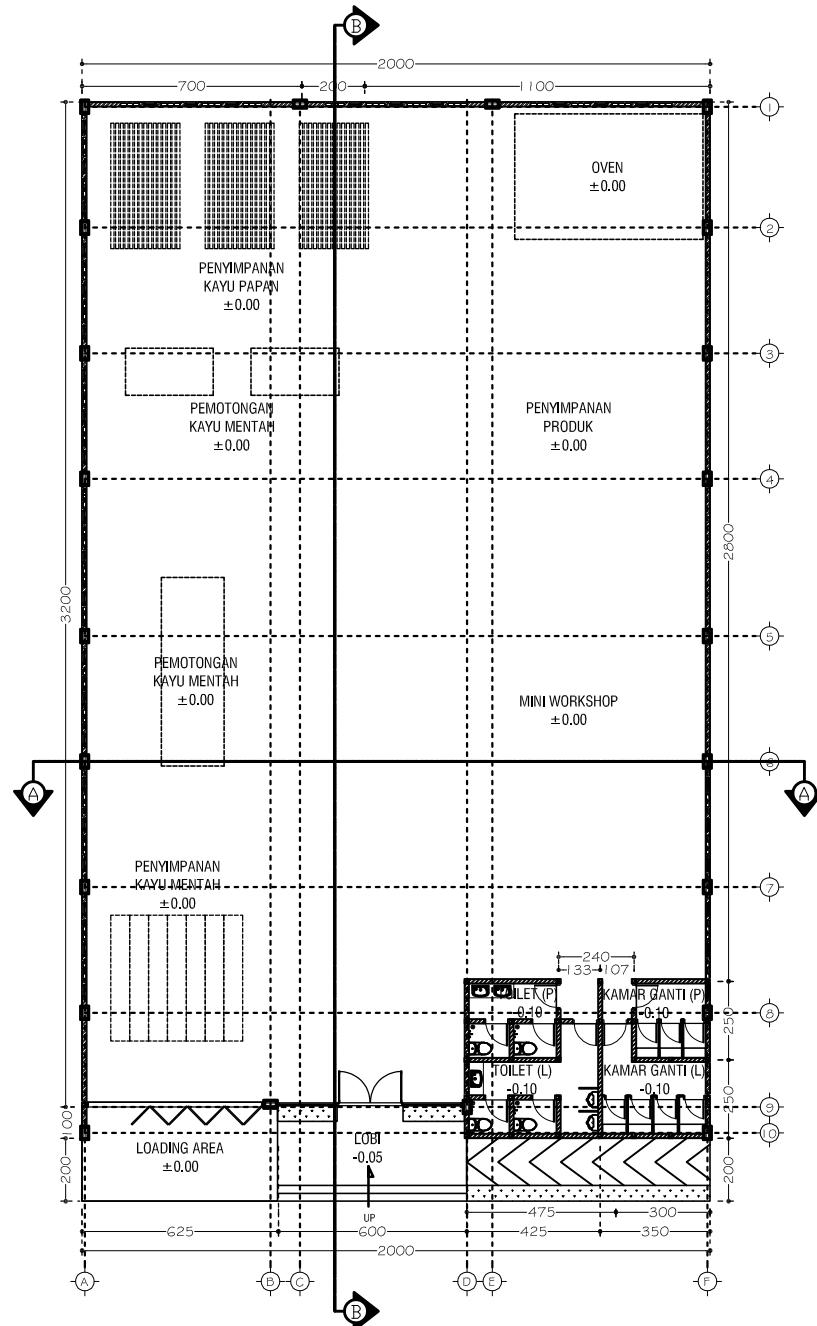 B
2000
700
200
1100
1
OVEN
±0.00
2
PENYIMPANAN
KAYU PAPAN
±0.00
3
PEMOTONGAN
KAYU MENTAH
±0.00
PENYIMPANAN
PRODUK
±0.00
4
2800
3200
5
PEMOTONGAN
KAYU MENTAH
±0.00
MINI WORKSHOP
±0.00
6
A
A
PENYIMPANAN
KAYU MENTAH
±0.00
7
240
133
107
TOILET (P)
-0.10
KAMAR GANTI (P)
-0.10
8
250
TOILET (L)
-0.10
KAMAR GANTI (L)
-0.10
250
9
100
10
LOADING AREA
±0.00
LOBI
-0.05
200
200
UP
475
300
625
600
425
350
2000
A
B
C
D
E
F
B